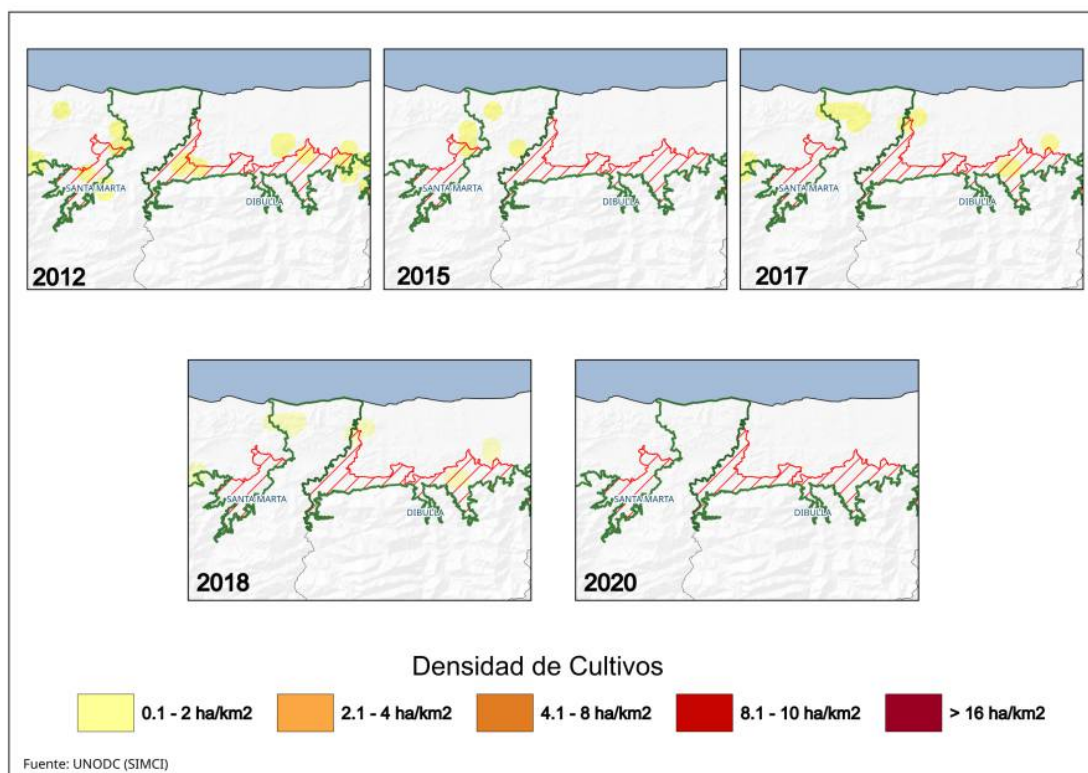 SANTA MARTA
DIBULLA
2012
SANTA MARTA
DIBULLA
2015
SANTA MARTA
DIBULLA
2017
SANTA MARTA
DIBULLA
2018
SANTA MARTA
DIBULLA
2020
Densidad de Cultivos
0.1 - 2 ha/km2
2.1 - 4 ha/km2
4.1 - 8 ha/km2
8.1 - 10 ha/km2
> 16 ha/km2
Fuente: UNODC (SIMCI)